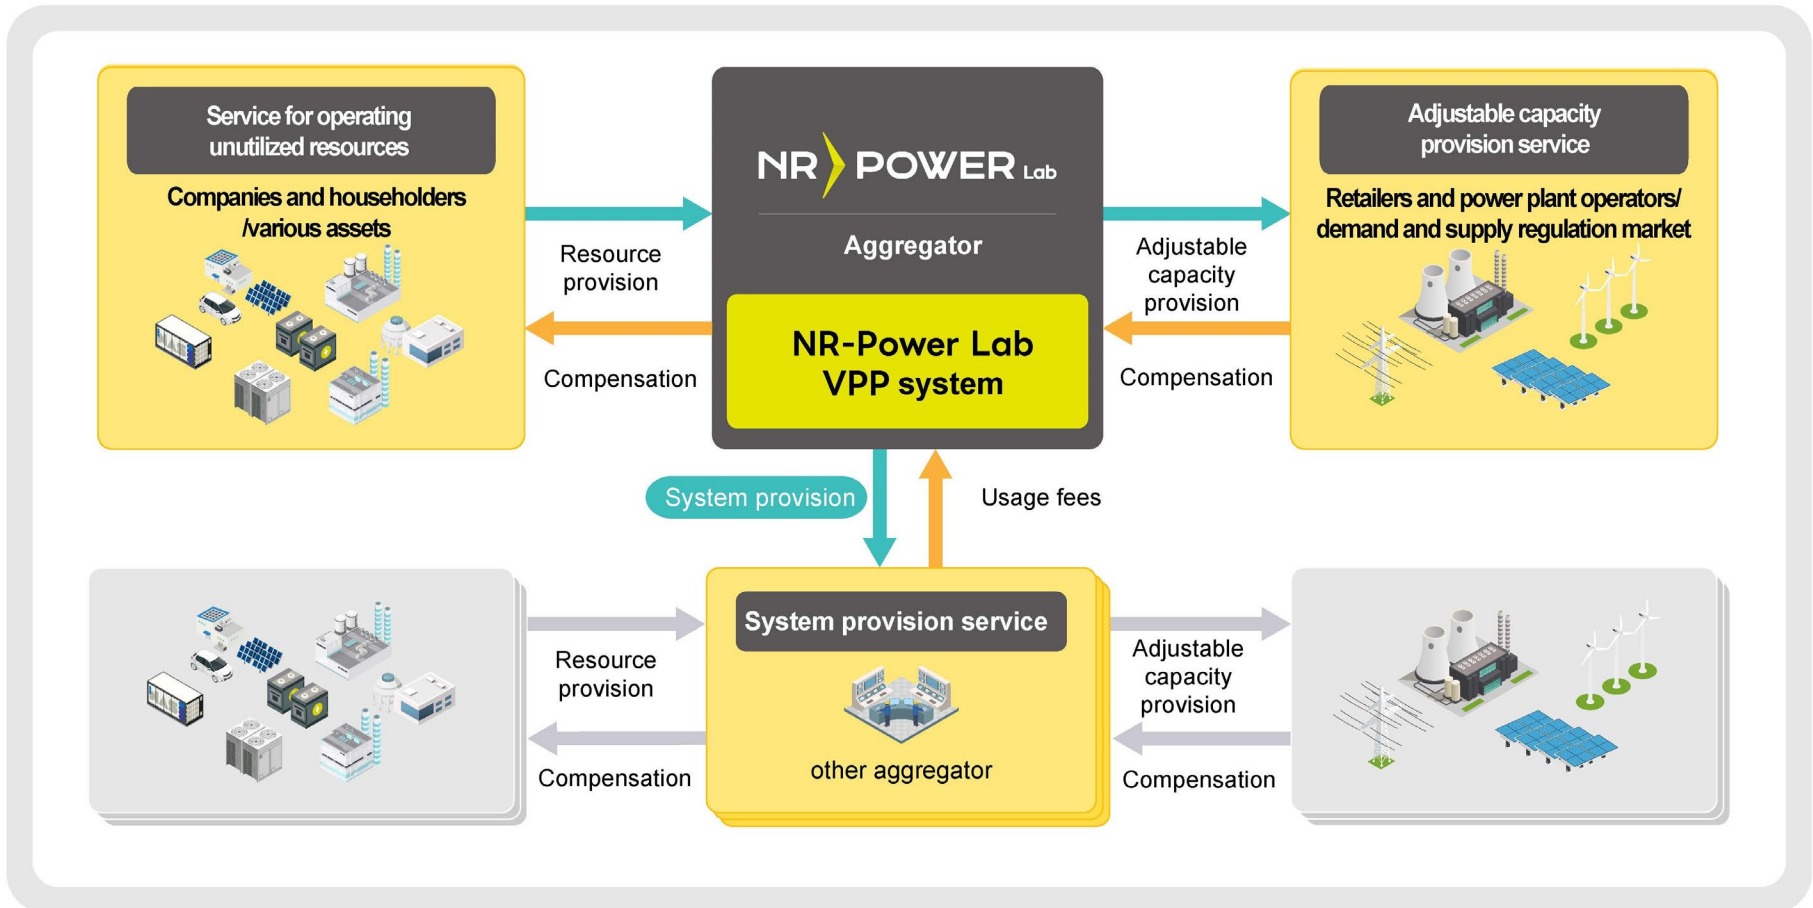 Service for operating
unutilized resources
Companies and householders
/various assets
Resource
provision
Compensation
NR POWER Lab
Aggregator
NR-Power Lab
VPP system
Adjustable
capacity
provision
Compensation
Adjustable capacity
provision service
Retailers and power plant operators/
demand and supply regulation market
System provision
Usage fees
Resource
provision
Compensation
System provision service
other aggregator
Adjustable
capacity
provision
Compensation